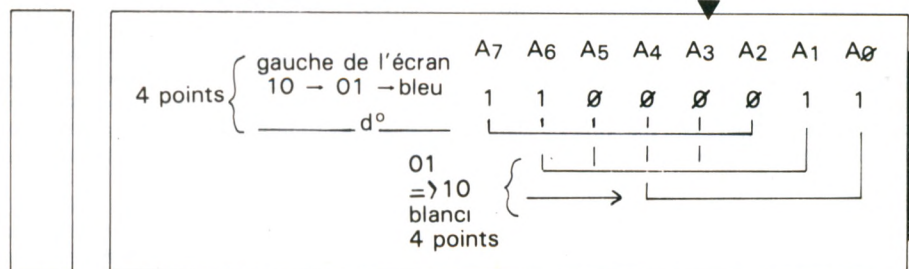 A7 A6 A5 A4 A3 A2 A1 AØ
gauche de l'écran
4 points
10 → 01 → bleu
1 1 Ø Ø Ø Ø 1 1
d°
01
=>10
blancı
4 points